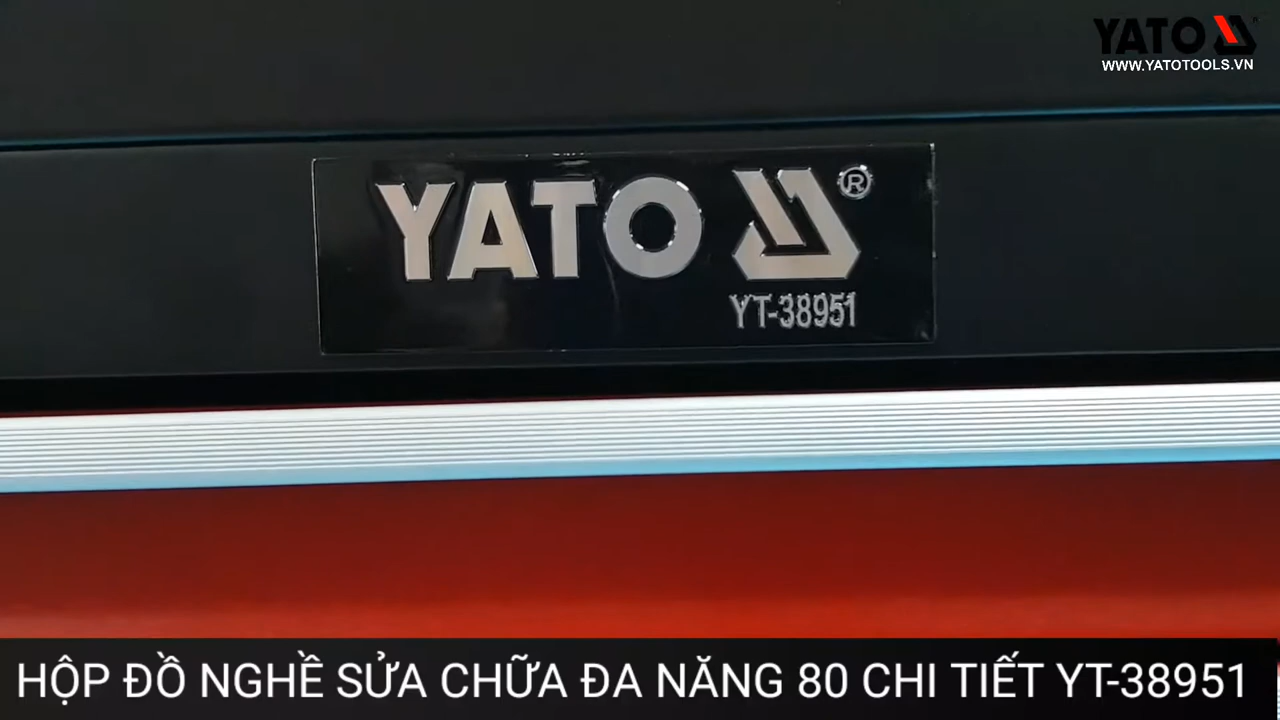 YATO
WWW.YATOTOOLS.VN
YATO ®
YT-38951
HỘP ĐỒ NGHỀ SỬA CHỮA ĐA NĂNG 80 CHI TIẾT YT-38951